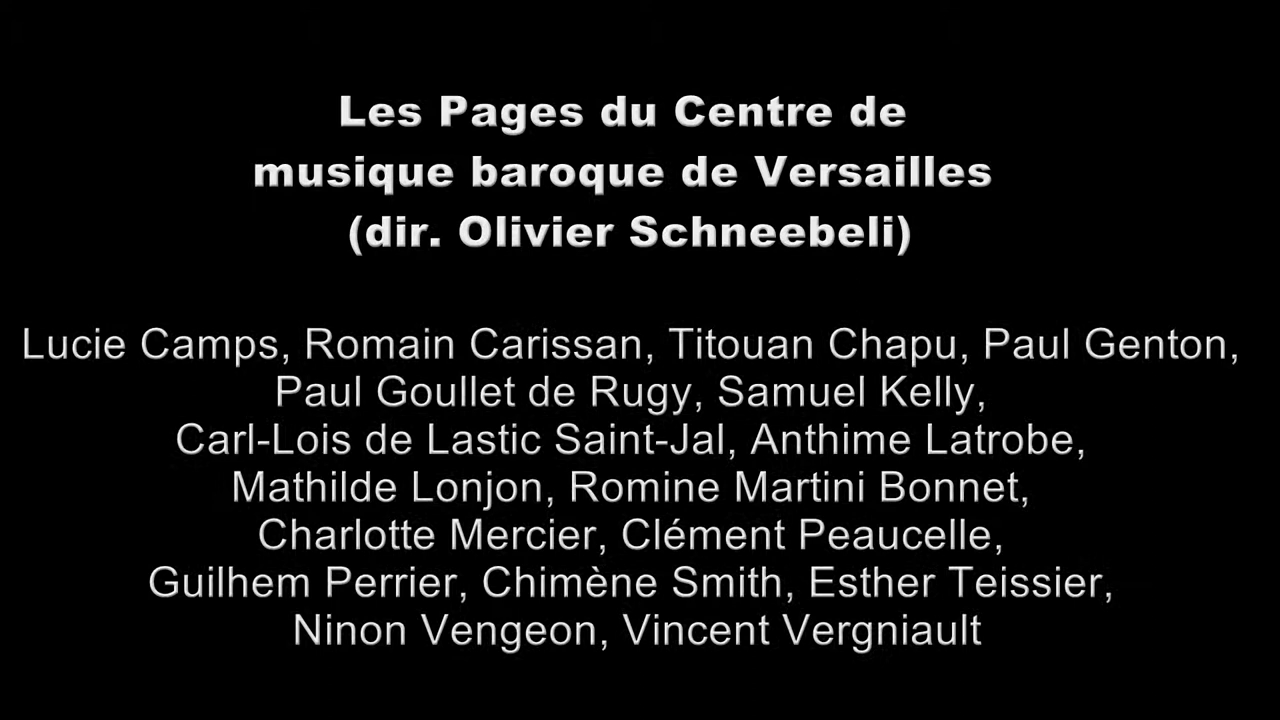 Les Pages du Centre de
musique baroque de Versailles
(dir. Olivier Schneebeli)
Lucie Camps, Romain Carissan, Titouan Chapu, Paul Genton,
Paul Goullet de Rugy, Samuel Kelly,
Carl-Lois de Lastic Saint-Jal, Anthime Latrobe,
Mathilde Lonjon, Romine Martini Bonnet,
Charlotte Mercier, Clément Peaucelle,
Guilhem Perrier, Chimène Smith, Esther Teissier,
Ninon Vengeon, Vincent Vergniault